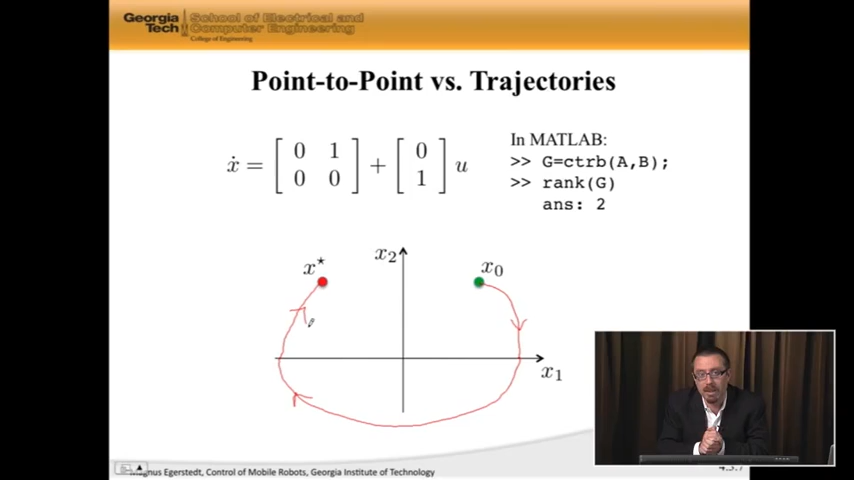 Georgia Tech
School of Electrical and Computer Engineering
College of Engineering
Point-to-Point vs. Trajectories
ẋ = [ 0 1 0 0 ] + [ 0 1 ] u
In MATLAB:
>> G=ctrb(A,B);
>> rank(G)
ans: 2
x⋆
x2
x0
x1
Magnus Egerstedt, Control of Mobile Robots, Georgia Institute of Technology